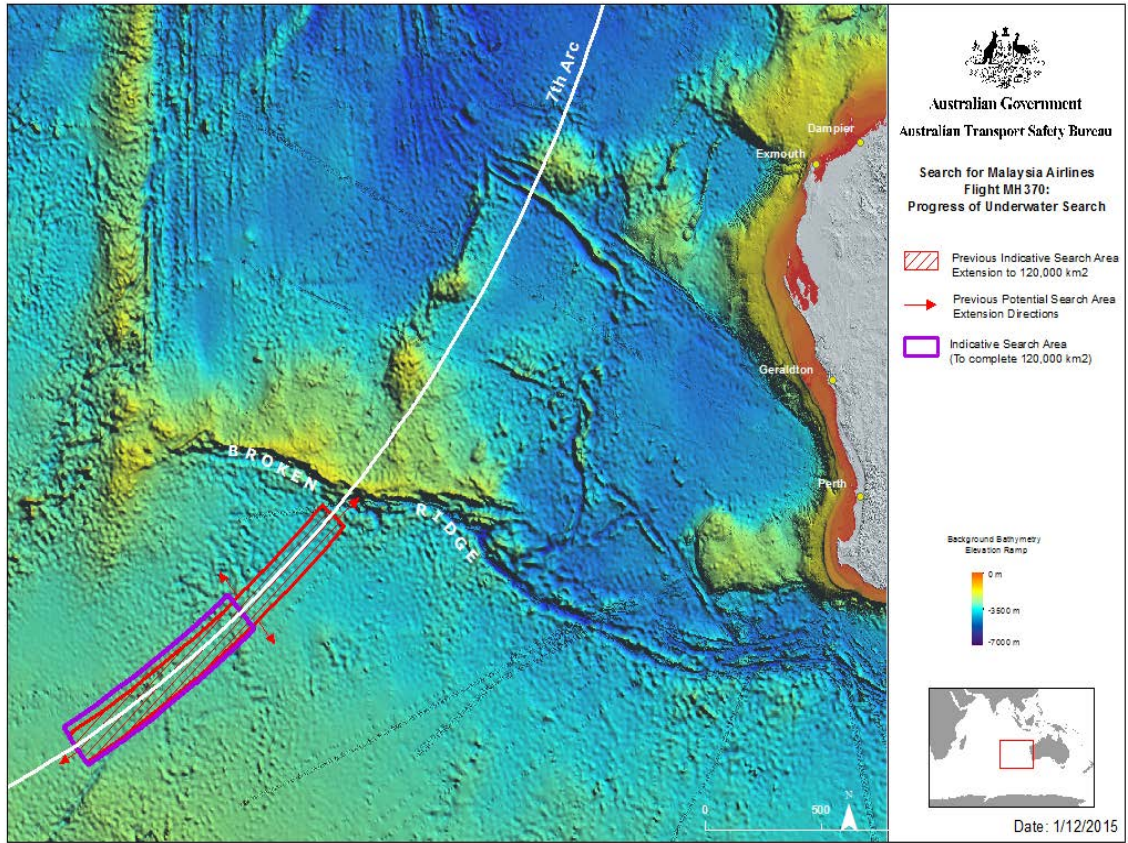 7th Arc
Dampier
Exmouth
Geraldton
Perth
BROKEN
RIDGE
0
500
N
Australian Government
Australian Transport Safety Bureau
Search for Malaysia Airlines
Flight MH370:
Progress of Underwater Search
Previous Indicative Search Area
Extension to 120,000 km2
Previous Potential Search Area
Extension Directions
Indicative Search Area
(To complete 120,000 km2)
Background Bathymetry
Elevation Ramp
0 m
-3500 m
-7000 m
Date: 1/12/2015